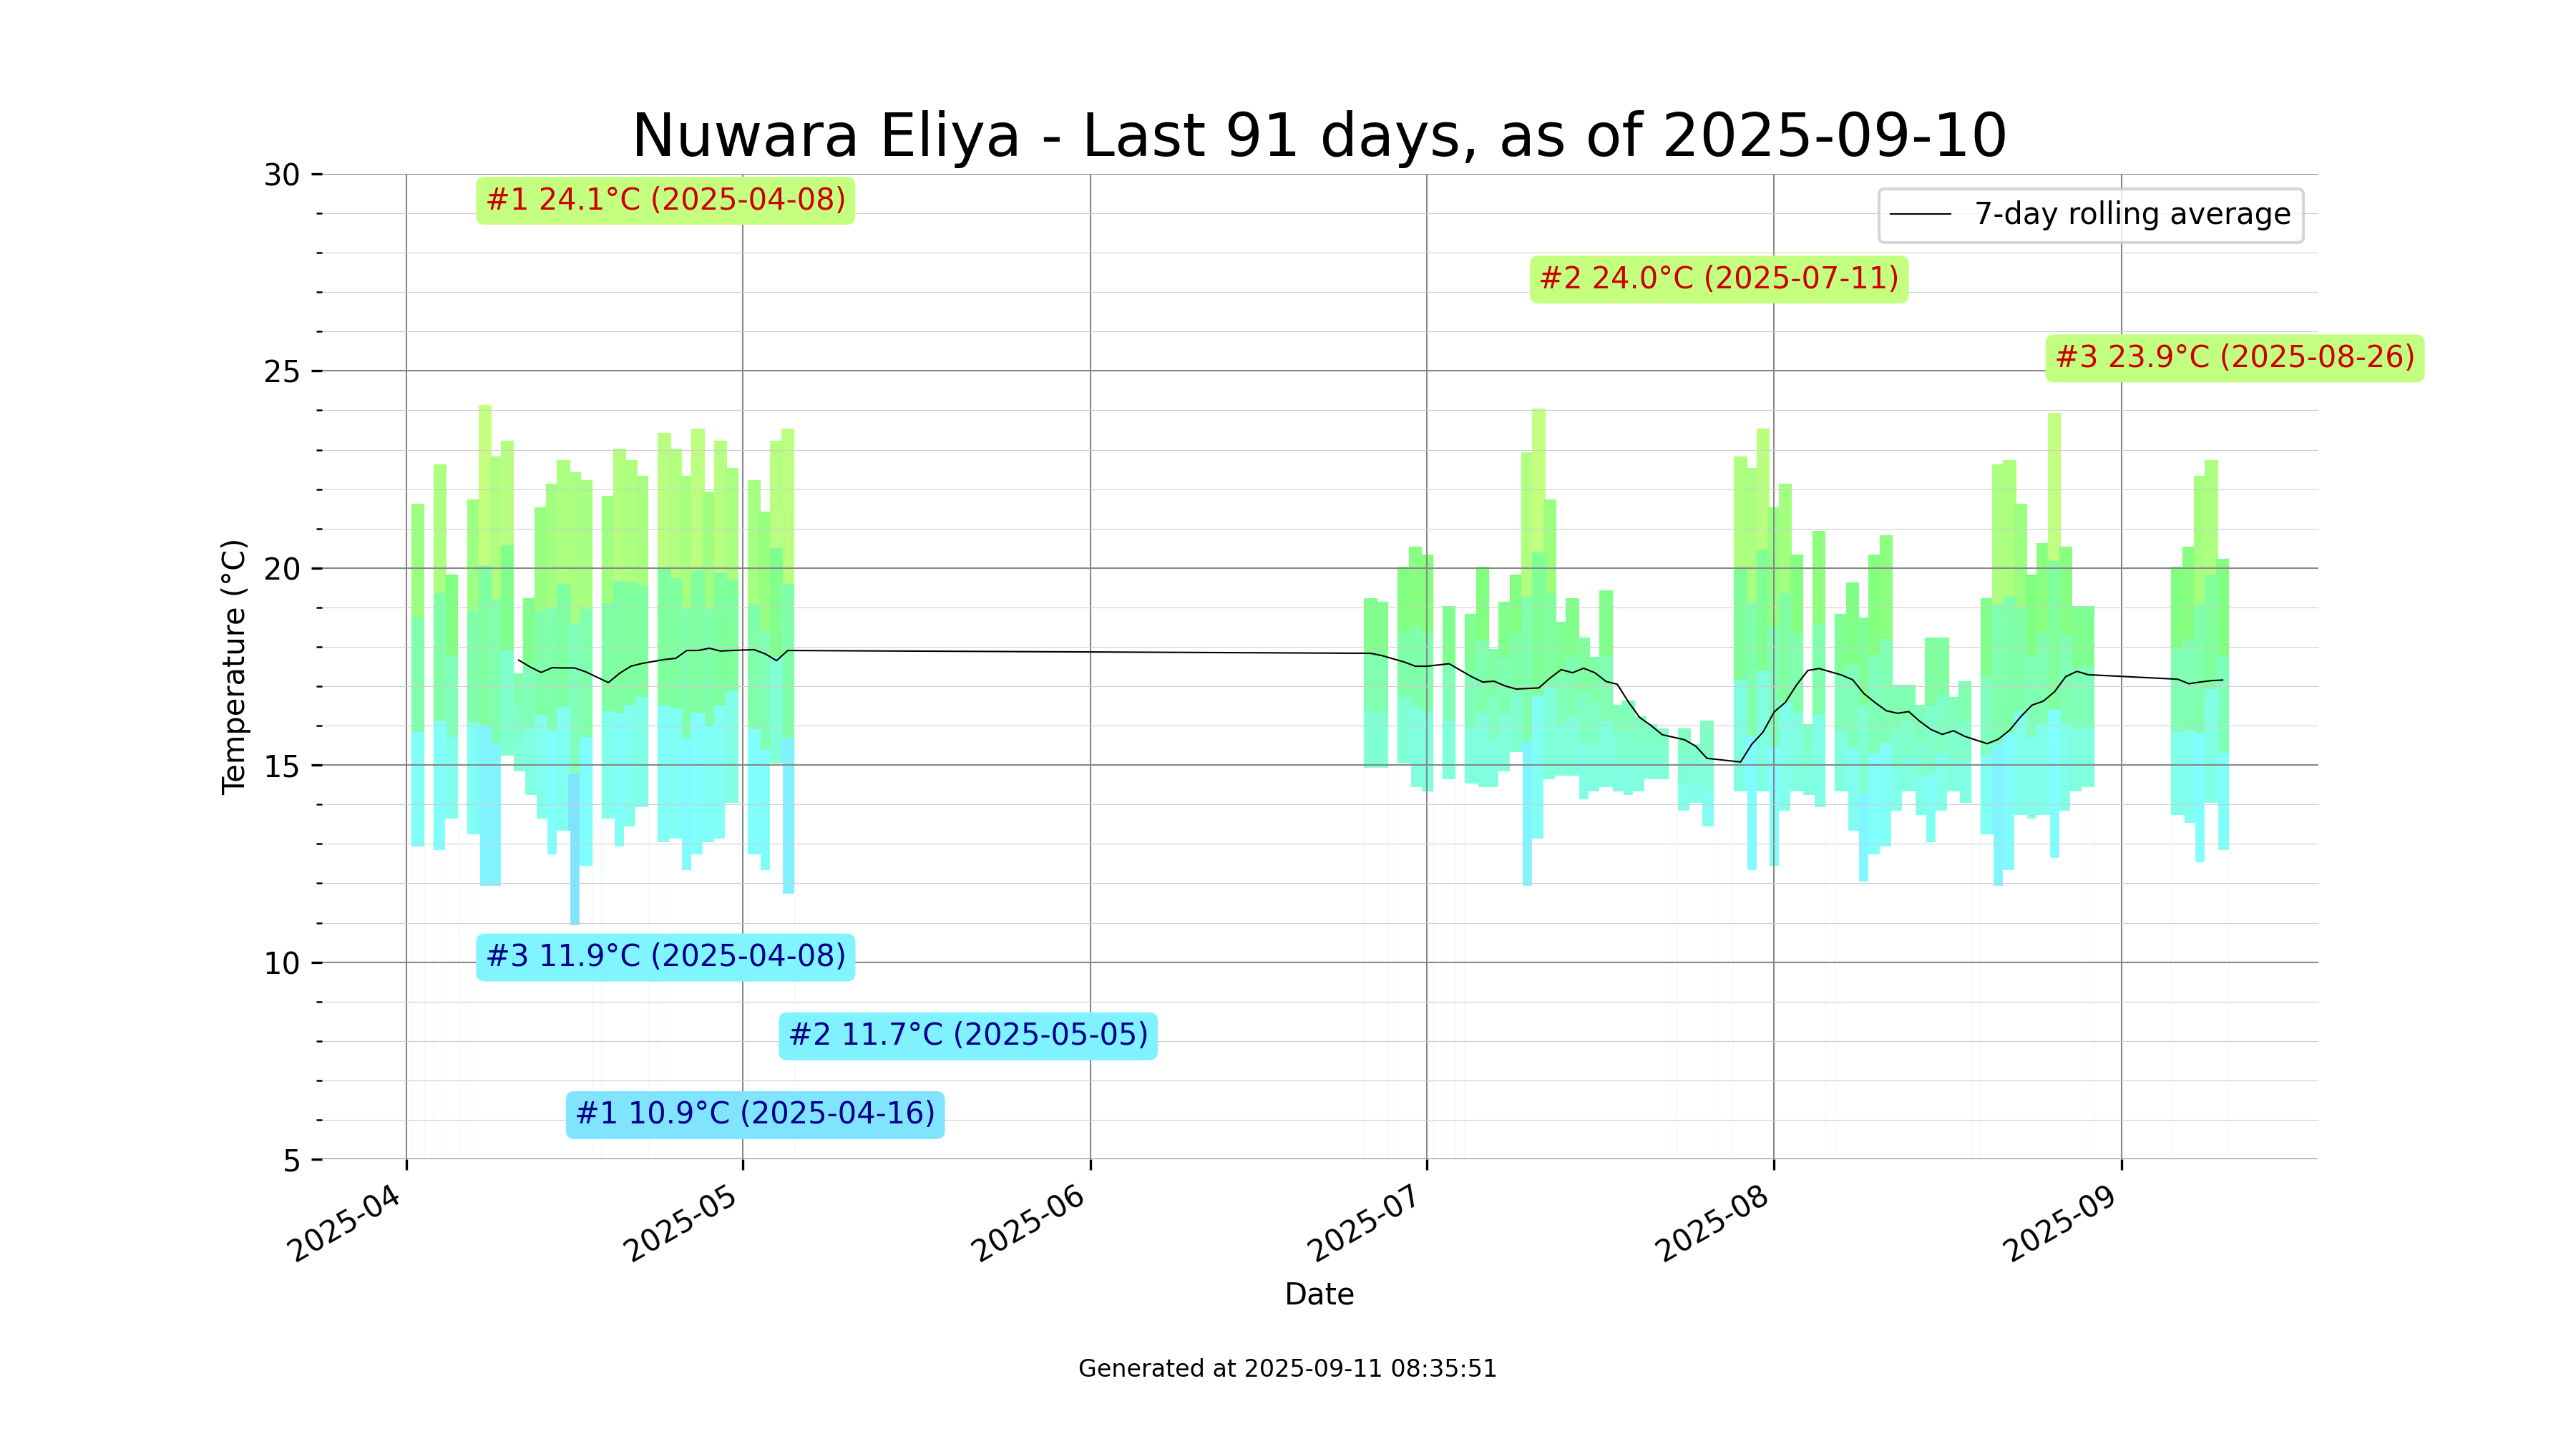 Nuwara Eliya - Last 91 days, as of 2025-09-10
30
#1 24.1°C (2025-04-08)
7-day rolling average
#2 24.0°C (2025-07-11)
#3 23.9°C (2025-08-26)
25
20
Temperature (°C)
15
#3 11.9°C (2025-04-08)
10
#2 11.7°C (2025-05-05)
#1 10.9°C (2025-04-16)
5
2025-04
2025-05
2025-06
2025-07
2025-08
2025-09
Date
Generated at 2025-09-11 08:35:51